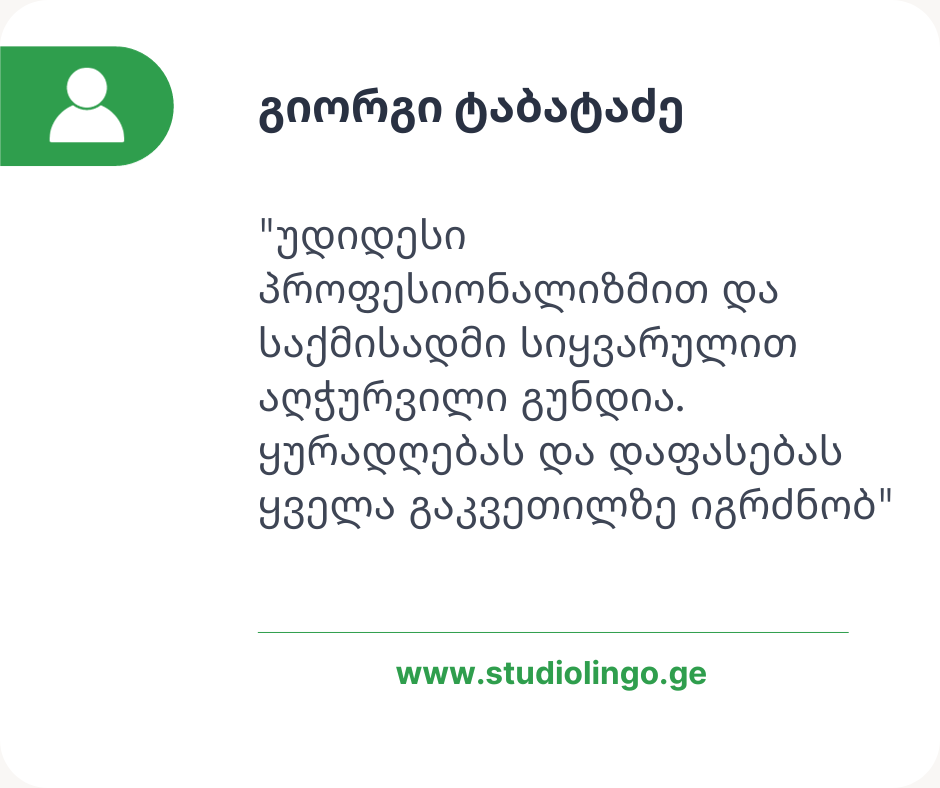 გიორგი ტაბატაძე
"უდიდესი
პროფესიონალიზმით და
საქმისადმი სიყვარულით
აღჭურვილი გუნდია.
ყურადღებას და დაფასებას
ყველა გაკვეთილზე იგრძნობ"
www.studiolingo.ge